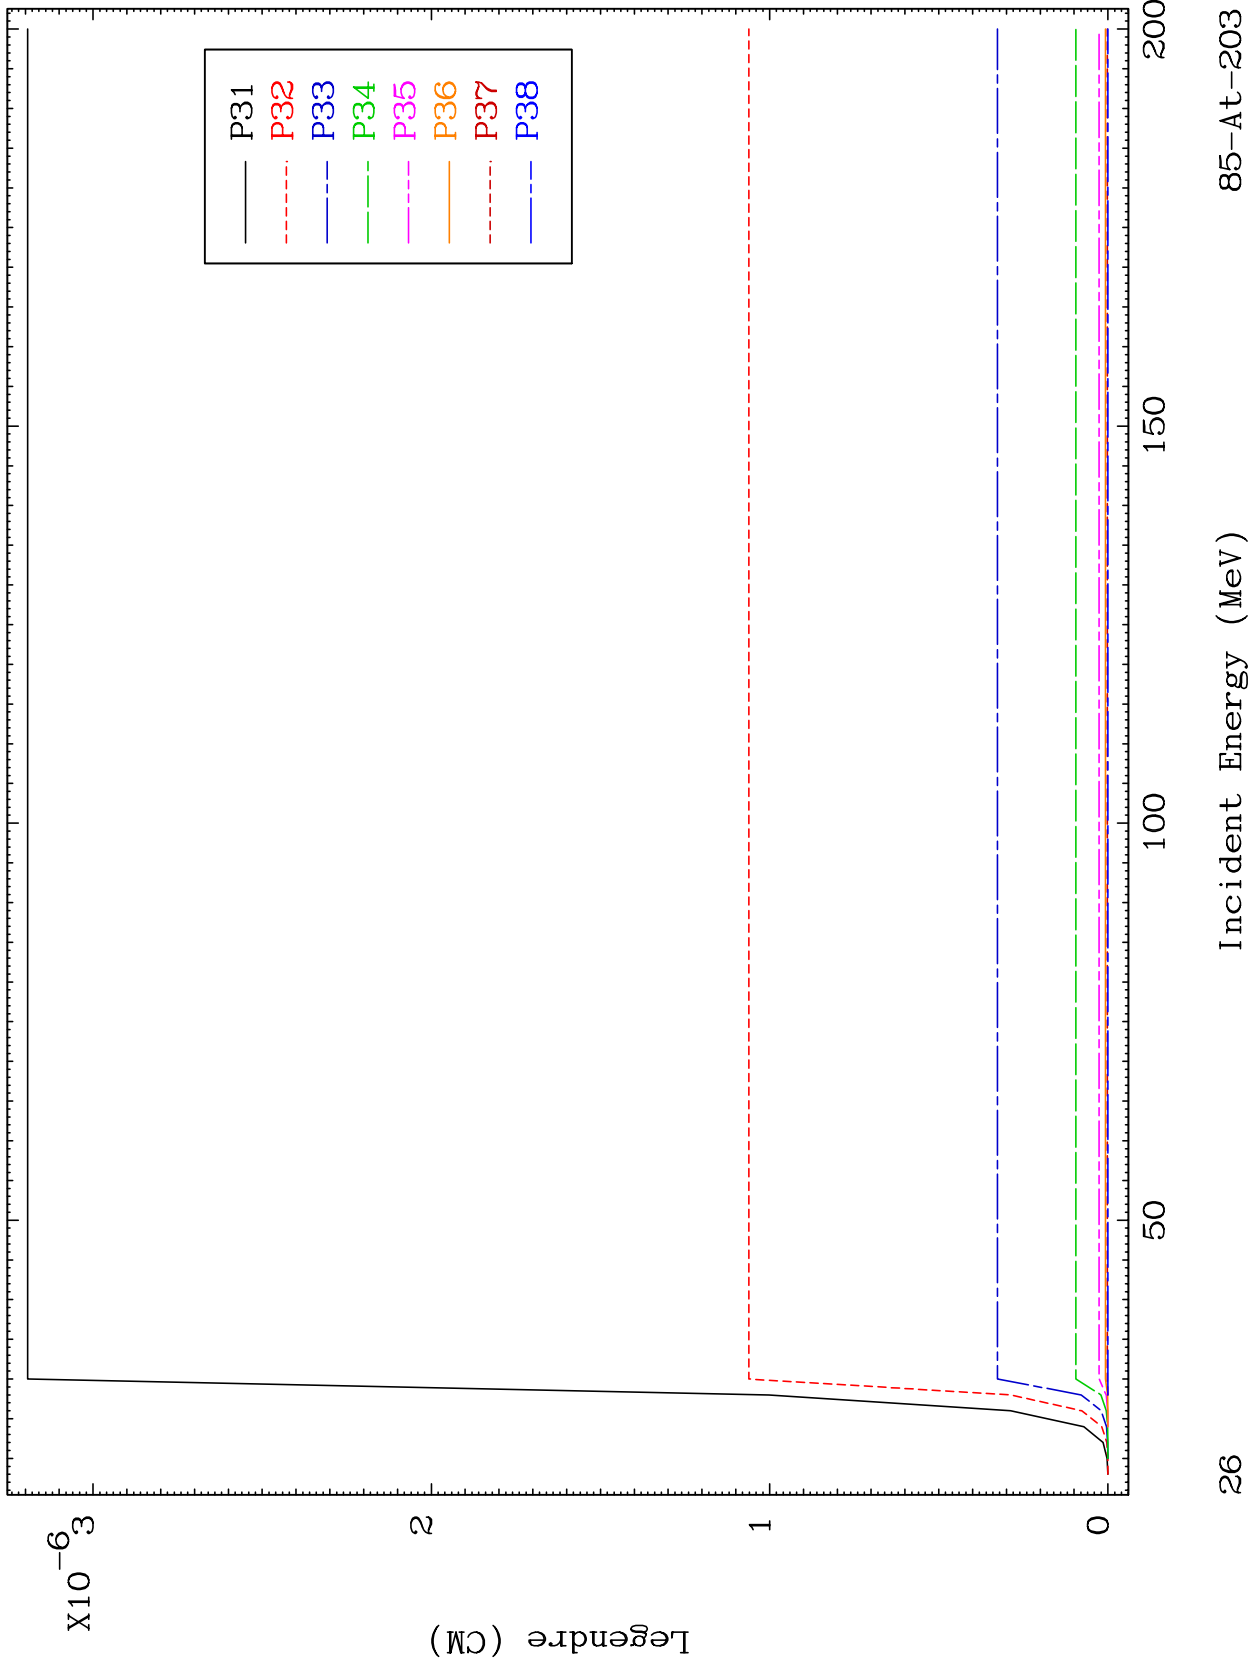 X10-6
3
2
1
0
Legendre (CM)
P31
P32
P33
P34
P35
P36
P37
P38
50
100
150
200
26
Incident Energy (MeV)
85-At-203